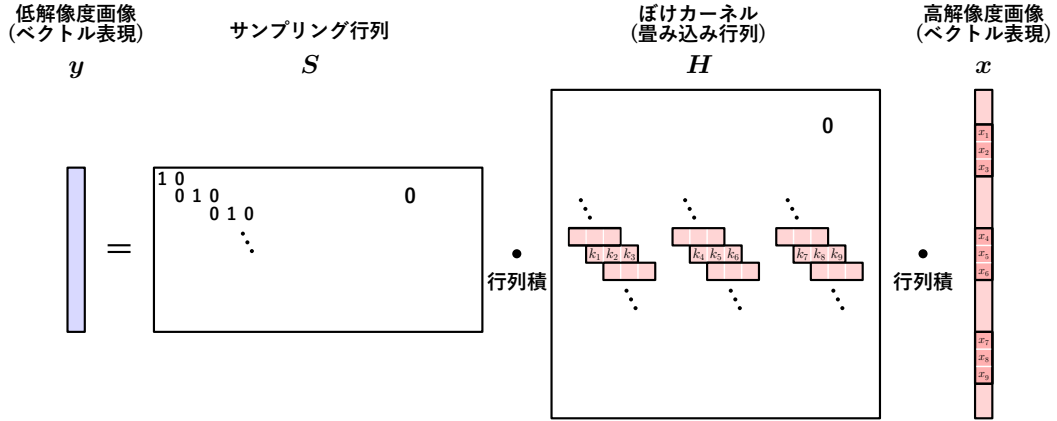 低解像度画像
(ベクトル表現)
y
サンプリング行列
S
ぼけカーネル
(畳み込み行列)
H
高解像度画像
(ベクトル表現)
x
=
1 0
0 1 0
0 1 0
0
行列積
0
k₁ k₂ k₃
k₄ k₅ k₆
k₇ k₈ k₉
行列積
x₁
x₂
x₃
x₄
x₅
x₆
x₇
x₈
x₉